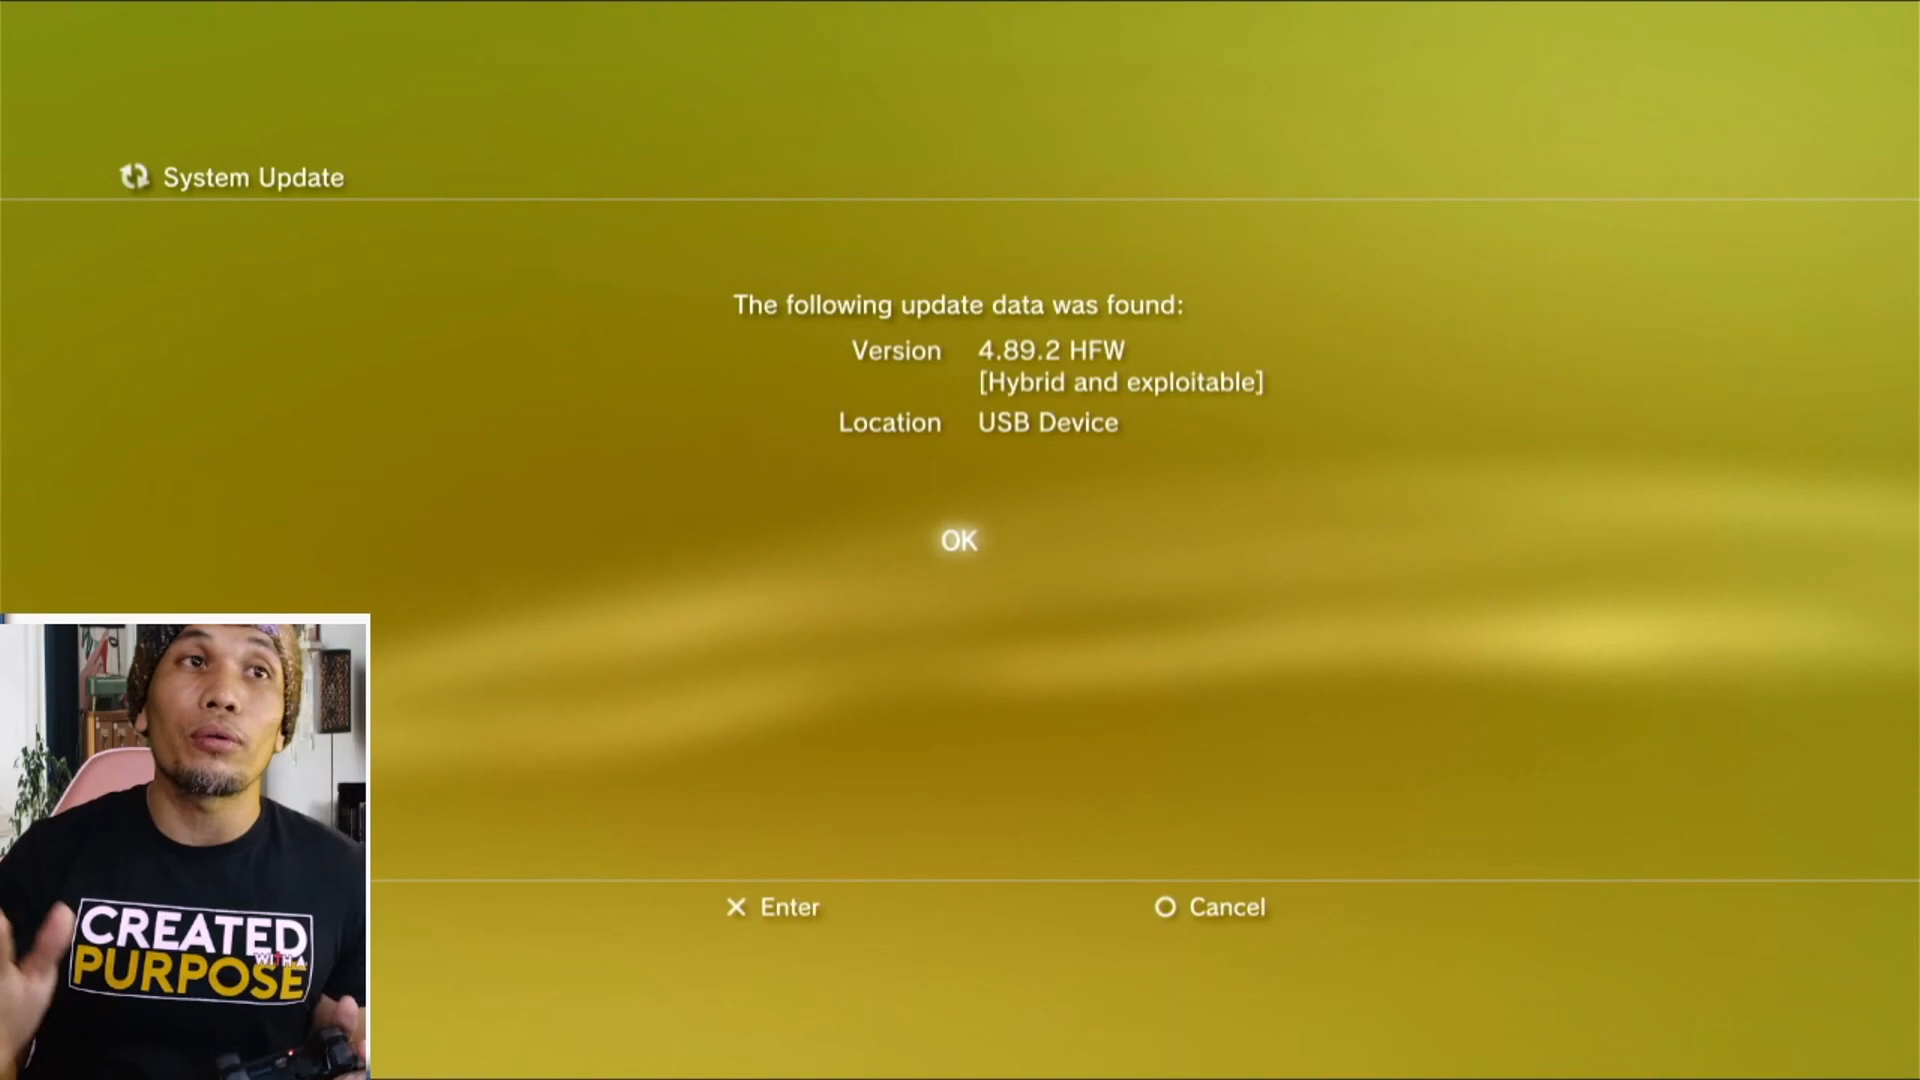 System Update
The following update data was found:
Version 4.89.2 HFW
[Hybrid and exploitable]
Location USB Device
OK
Enter
Cancel
CREATED
WITH A
PURPOSE